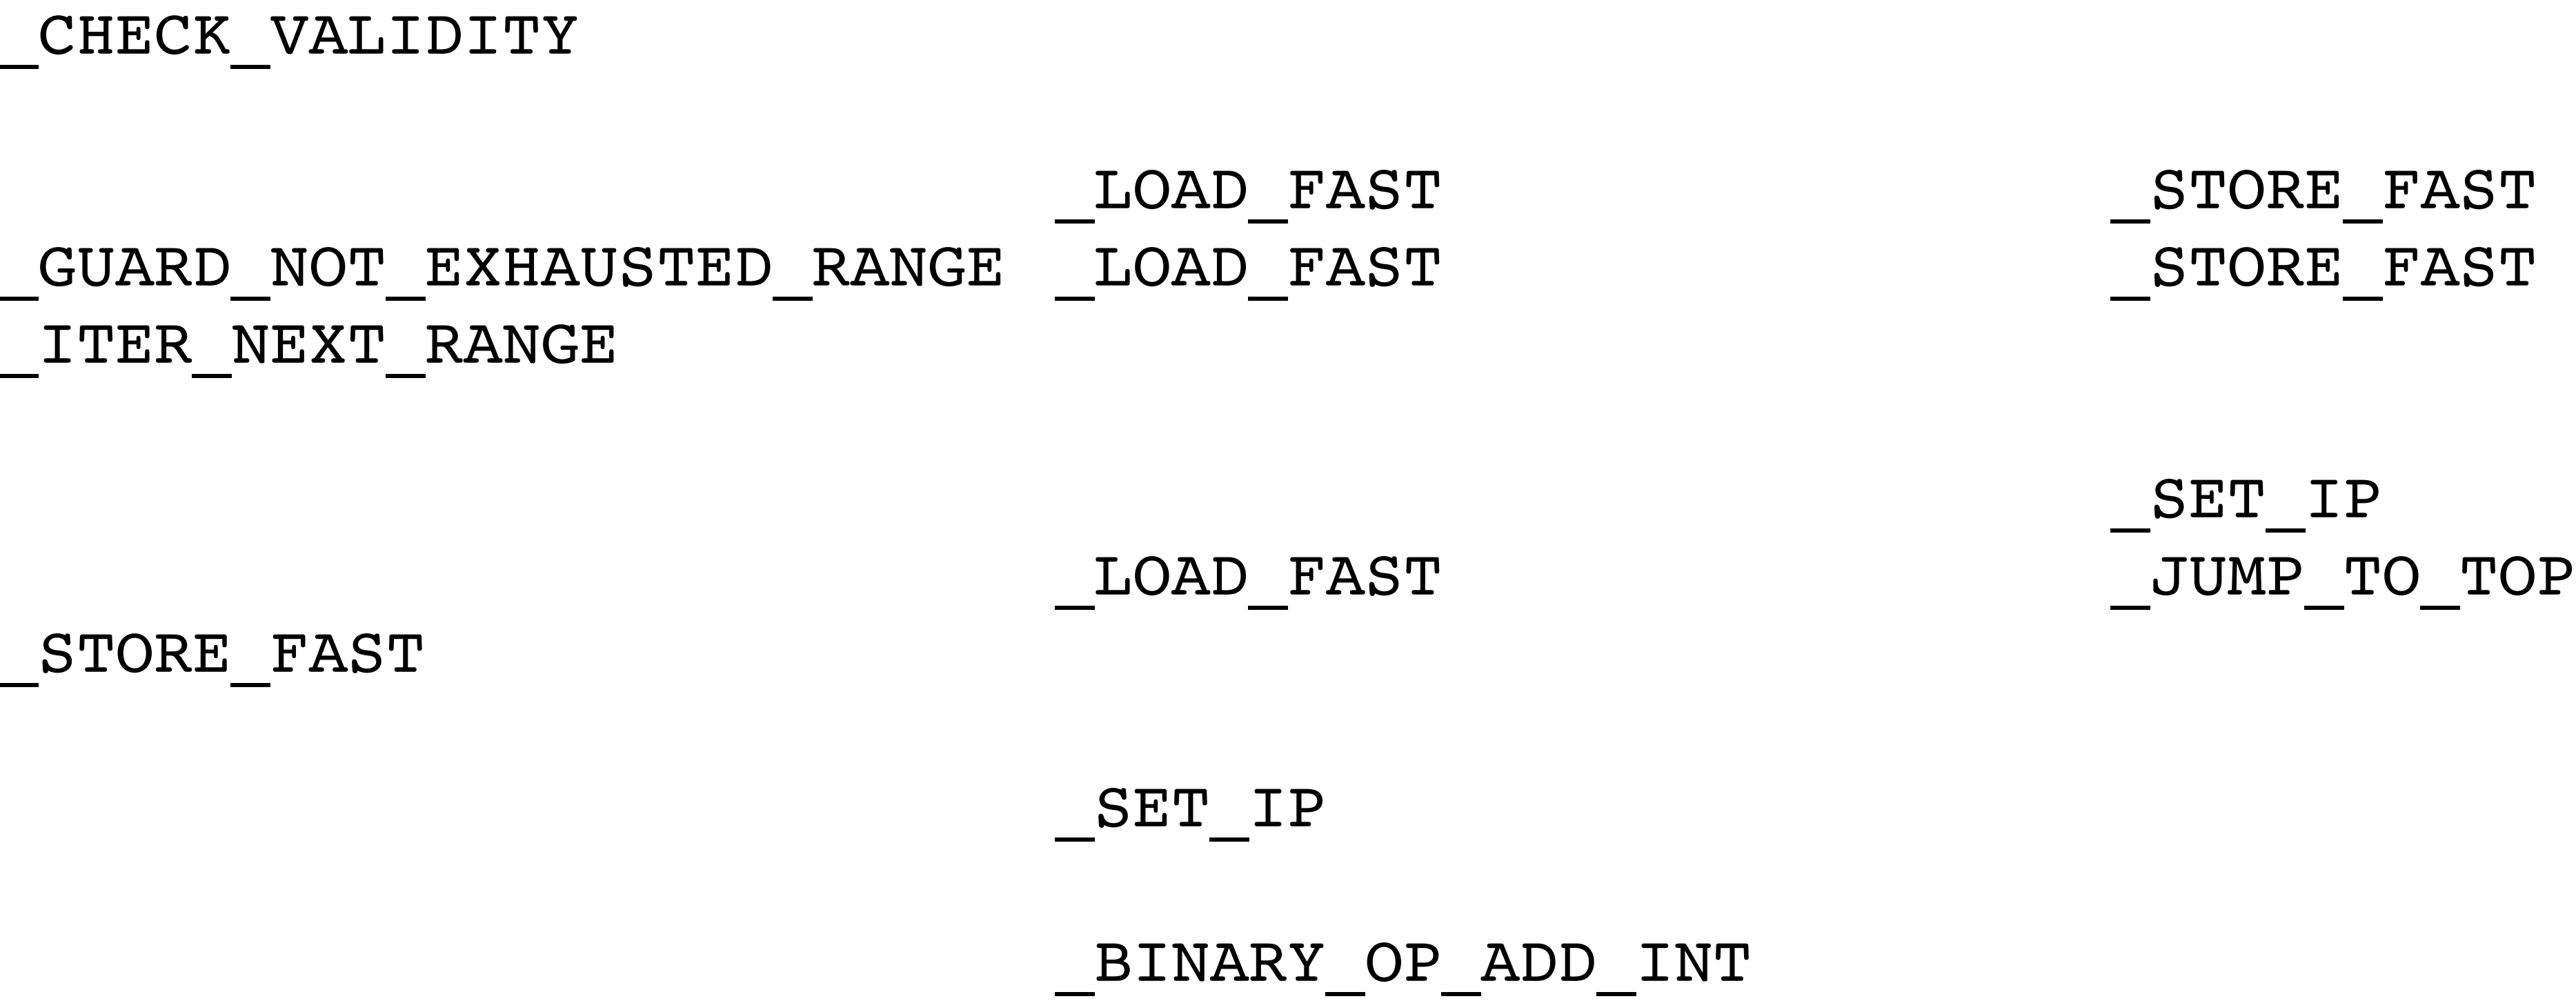 _CHECK_VALIDITY
_GUARD_NOT_EXHAUSTED_RANGE
_ITER_NEXT_RANGE
_STORE_FAST
_LOAD_FAST
_LOAD_FAST
_LOAD_FAST
_SET_IP
_BINARY_OP_ADD_INT
_STORE_FAST
_STORE_FAST
_SET_IP
_JUMP_TO_TOP